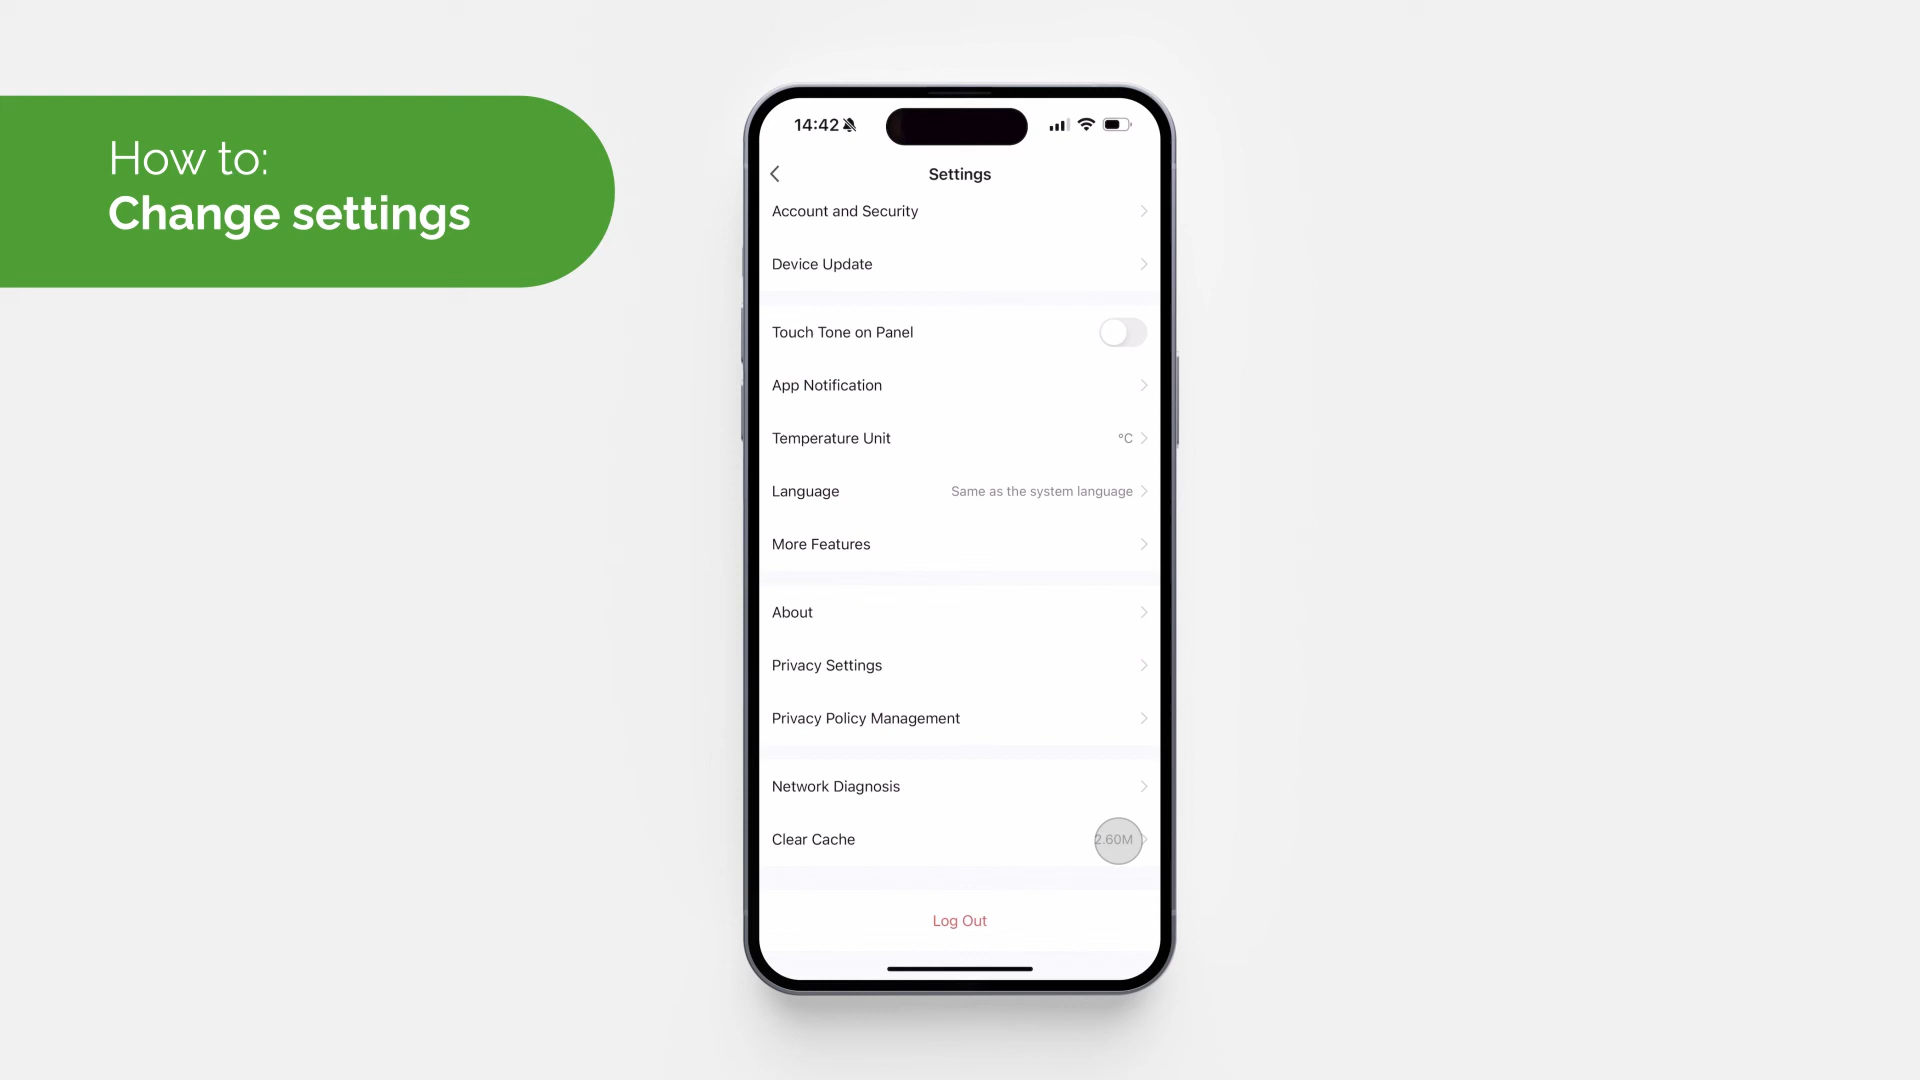 How to:
Change settings
14:42
Settings
Account and Security
Device Update
Touch Tone on Panel
App Notification
Temperature Unit °C
Language Same as the system language
More Features
About
Privacy Settings
Privacy Policy Management
Network Diagnosis
Clear Cache 2.60M
Log Out